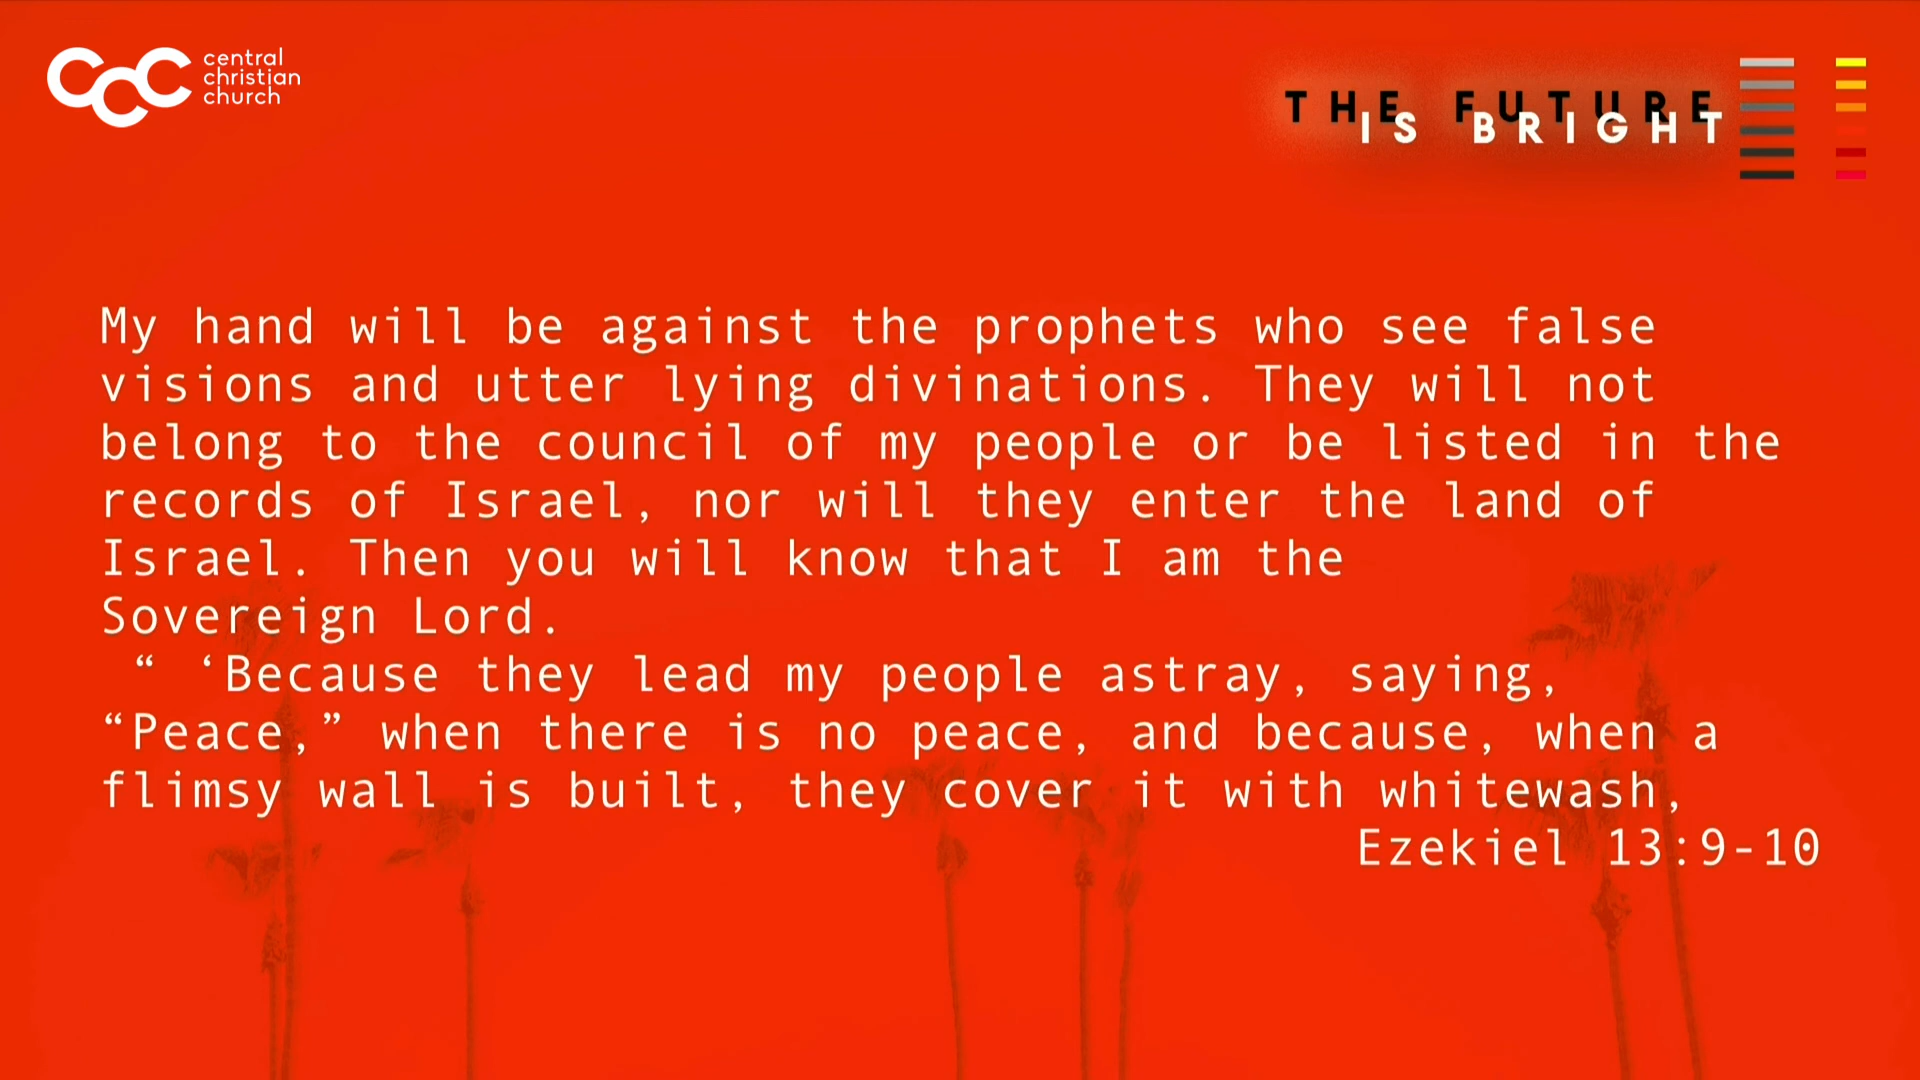 central
christian
church
THE FUTURE
IS BRIGHT
My hand will be against the prophets who see false
visions and utter lying divinations. They will not
belong to the council of my people or be listed in the
records of Israel, nor will they enter the land of
Israel. Then you will know that I am the
Sovereign Lord.
“ ‘Because they lead my people astray, saying,
“Peace,” when there is no peace, and because, when a
flimsy wall is built, they cover it with whitewash,
Ezekiel 13:9-10